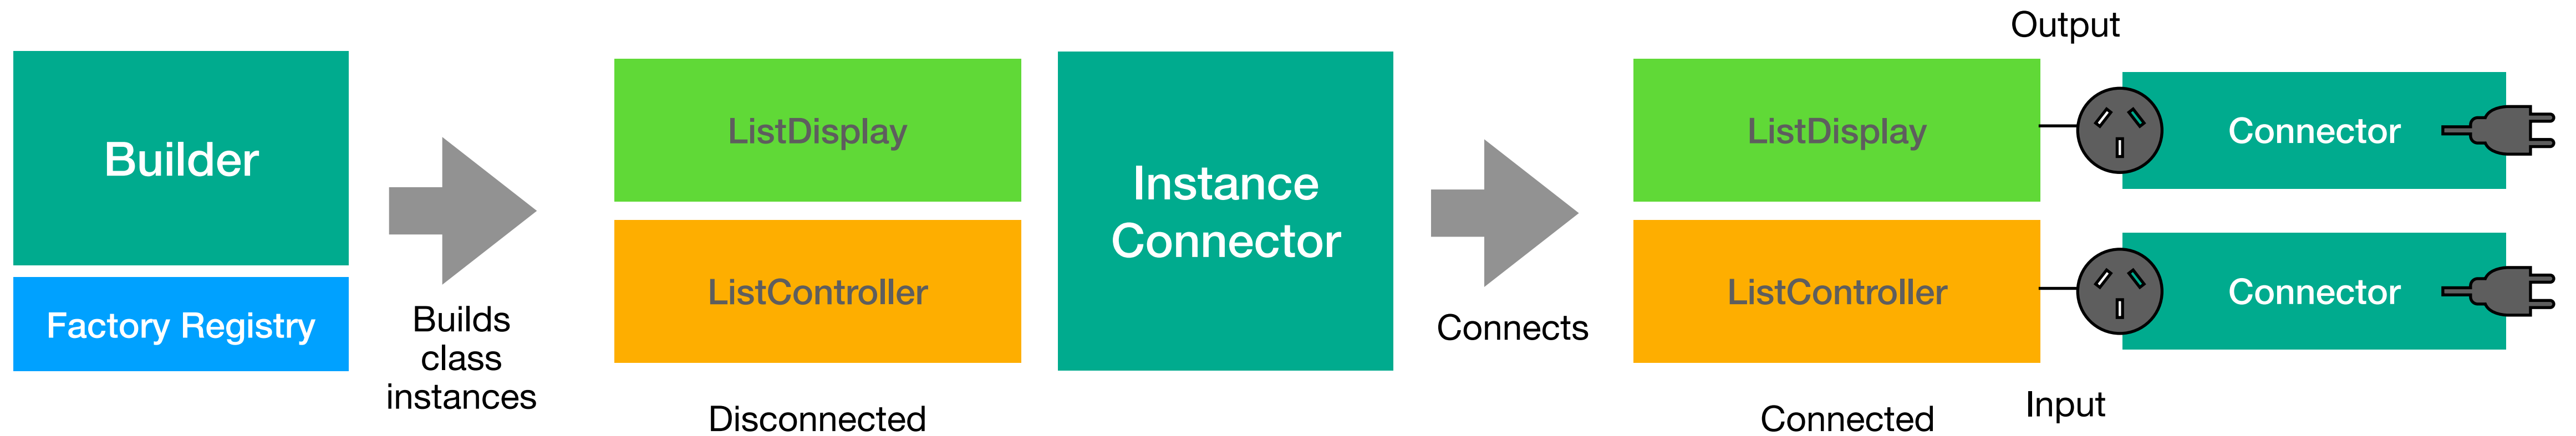 Builder
Factory Registry
Builds
class
instances
ListDisplay
ListController
Disconnected
Instance
Connector
Connects
ListDisplay
ListController
Connected
Output
Connector
Connector
Input